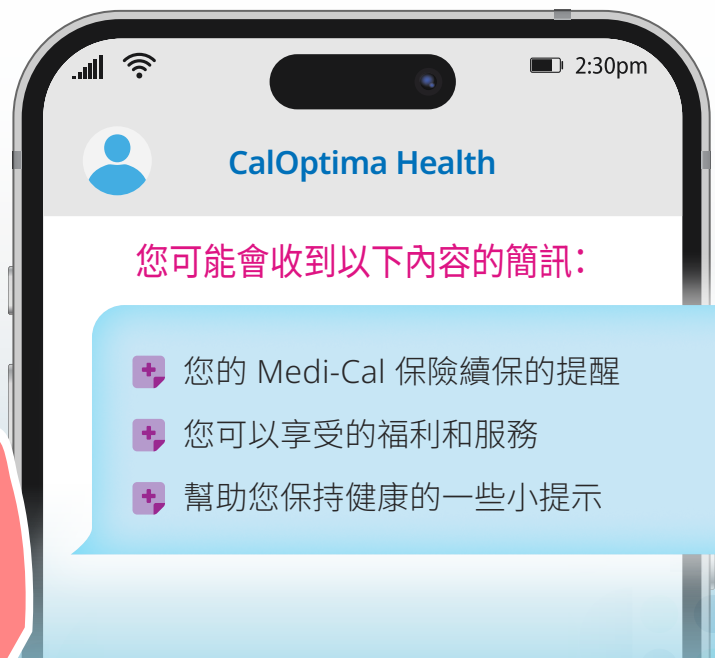 2:30pm
CalOptima Health
您可能會收到以下內容的簡訊：
您的 Medi-Cal 保險續保的提醒
您可以享受的福利和服務
幫助您保持健康的一些小提示